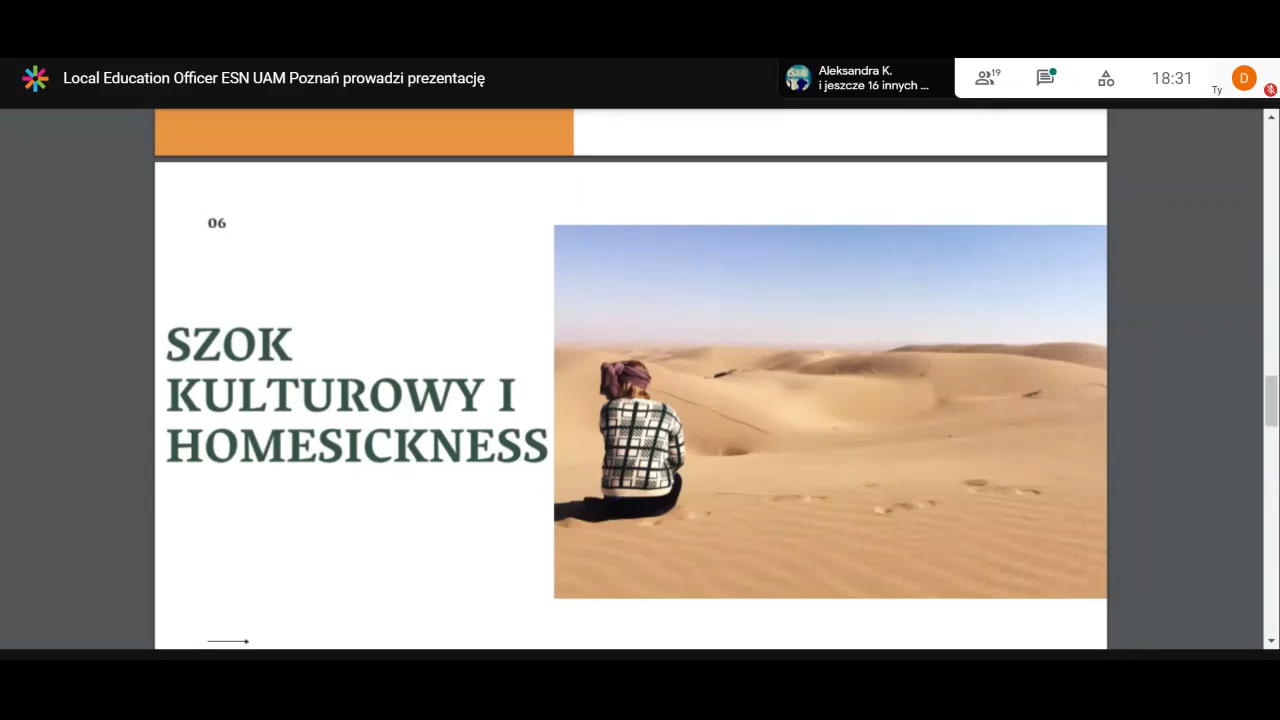 Local Education Officer ESN UAM Poznań prowadzi prezentację
Aleksandra K.
i jeszcze 16 innych ...
19
18:31
Ty
D
06
SZOK
KULTUROWY I
HOMESICKNESS